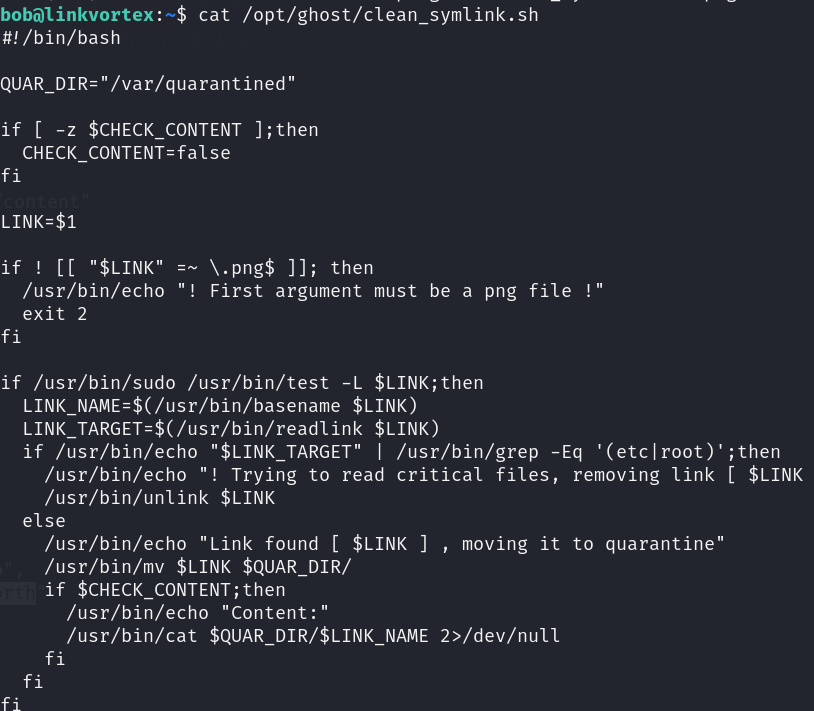 bob@linkvortex:~$ cat /opt/ghost/clean_symlink.sh
#!/bin/bash

QUAR_DIR="/var/quarantined"

if [ -z $CHECK_CONTENT ];then
  CHECK_CONTENT=false
fi

LINK=$1

if ! [[ "$LINK" =~ \.png$ ]]; then
  /usr/bin/echo "! First argument must be a png file !"
  exit 2
fi

if /usr/bin/sudo /usr/bin/test -L $LINK;then
  LINK_NAME=$(/usr/bin/basename $LINK)
  LINK_TARGET=$(/usr/bin/readlink $LINK)
  if /usr/bin/echo "$LINK_TARGET" | /usr/bin/grep -Eq '(etc|root)';then
    /usr/bin/echo "! Trying to read critical files, removing link [ $LINK
    /usr/bin/unlink $LINK
  else
    /usr/bin/echo "Link found [ $LINK ] , moving it to quarantine"
    /usr/bin/mv $LINK $QUAR_DIR/
    if $CHECK_CONTENT;then
      /usr/bin/echo "Content:"
      /usr/bin/cat $QUAR_DIR/$LINK_NAME 2>/dev/null
    fi
  fi
fi